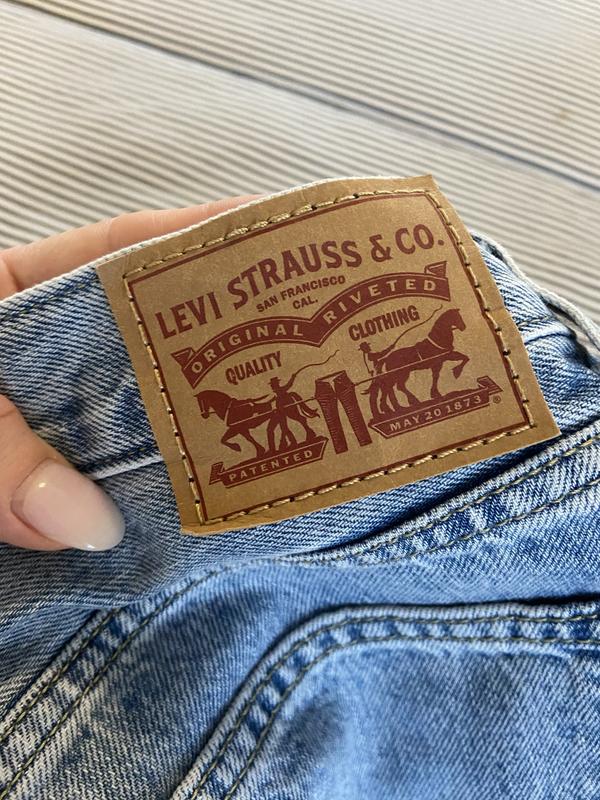 LEVI STRAUSS & CO.
SAN FRANCISCO
CAL.
ORIGINAL RIVETED
QUALITY CLOTHING
PATENTED MAY 20 1873 ®